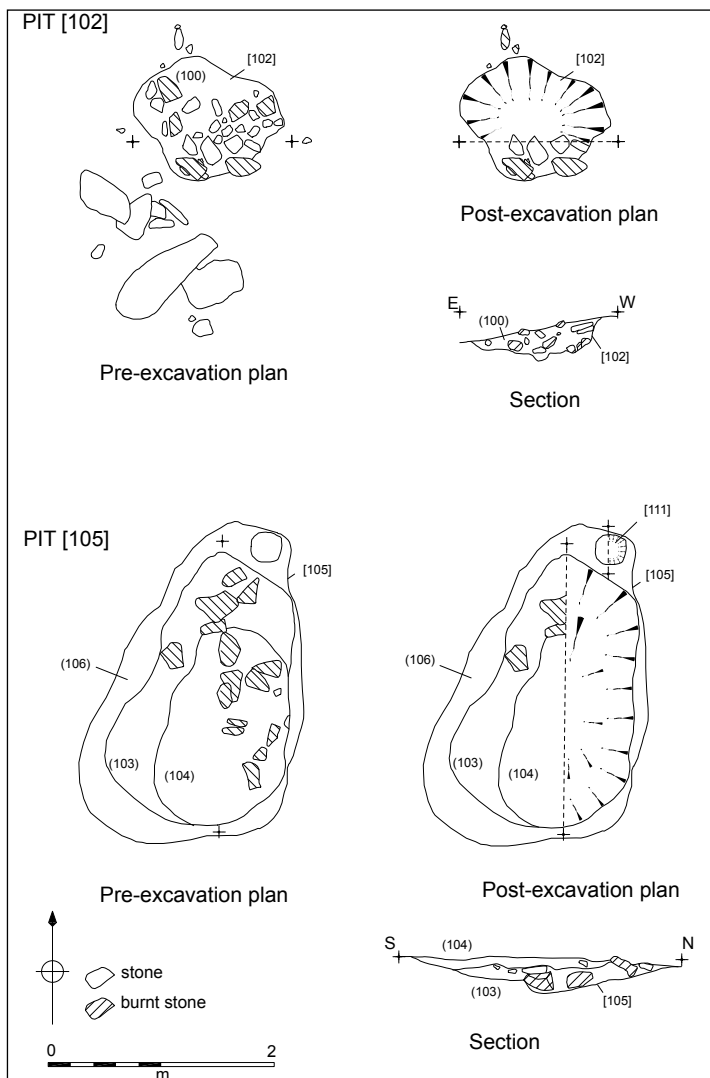 PIT [102]
(100)
[102]
Pre-excavation plan
[102]
Post-excavation plan
E
W
(100)
[102]
Section
PIT [105]
[105]
(106)
(103)
(104)
Pre-excavation plan
[111]
[105]
(106)
(103)
(104)
Post-excavation plan
S
(104)
N
(103)
[105]
Section
stone
burnt stone
0
2
m